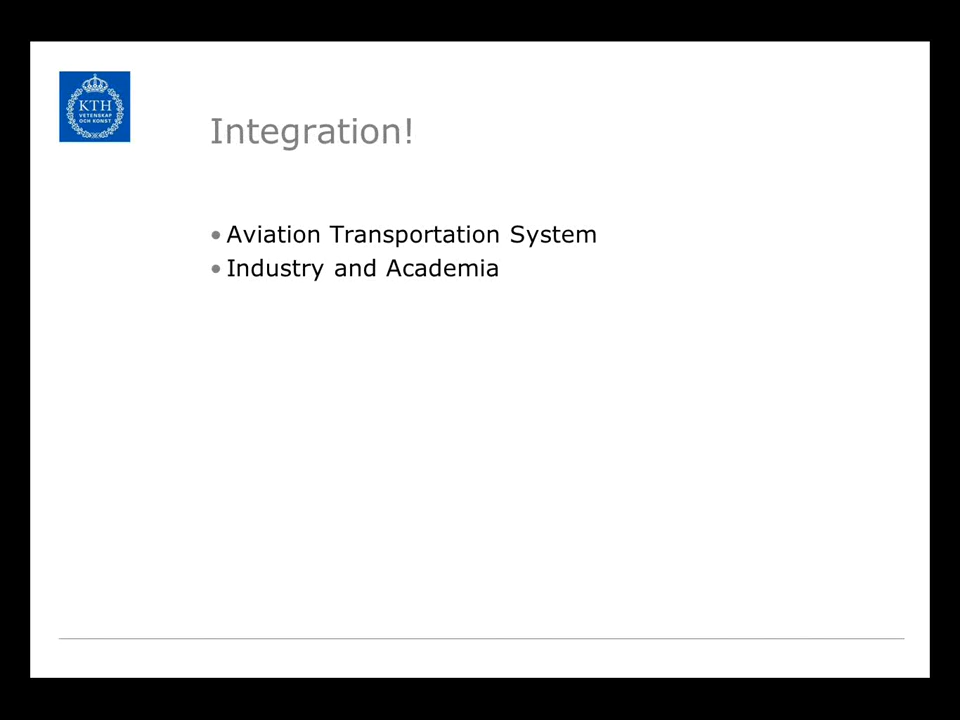 KTH
VETENSKAP
OCH KONST
Integration!
• Aviation Transportation System
• Industry and Academia